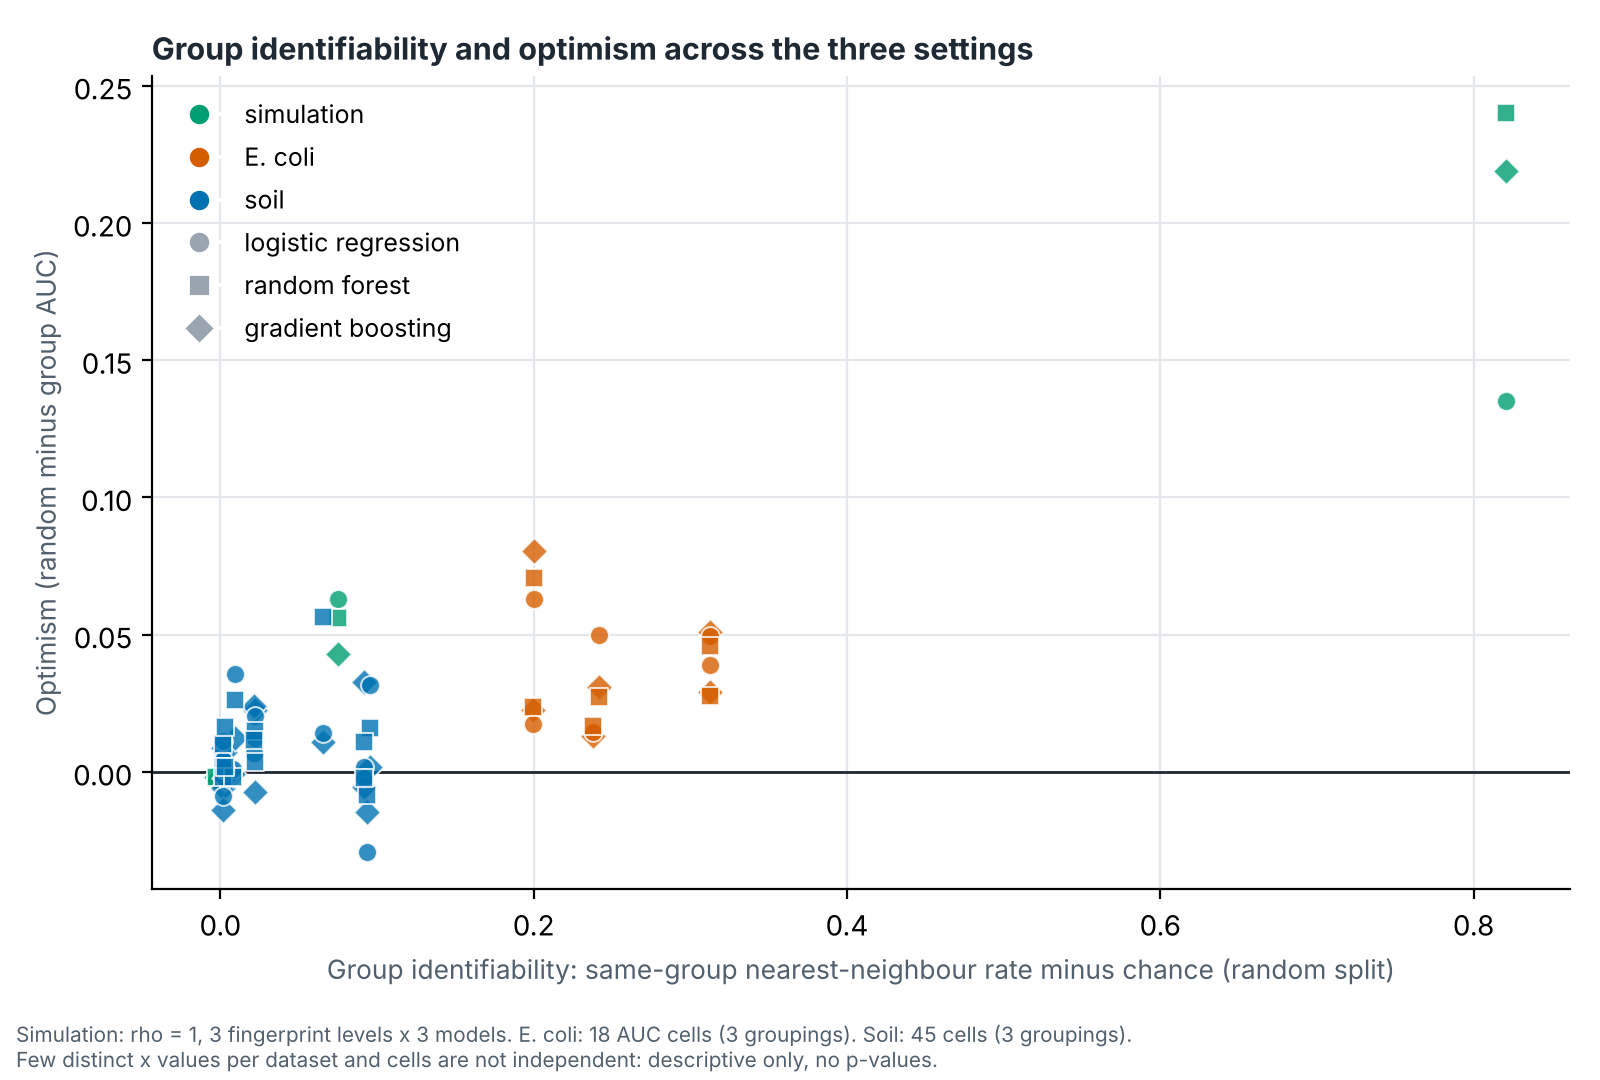 Group identifiability and optimism across the three settings
0.25
0.20
0.15
0.10
0.05
0.00
Optimism (random minus group AUC)
simulation
E. coli
soil
logistic regression
random forest
gradient boosting
0.0 0.2 0.4 0.6 0.8
Group identifiability: same-group nearest-neighbour rate minus chance (random split)
Simulation: rho = 1, 3 fingerprint levels x 3 models. E. coli: 18 AUC cells (3 groupings). Soil: 45 cells (3 groupings).
Few distinct x values per dataset and cells are not independent: descriptive only, no p-values.